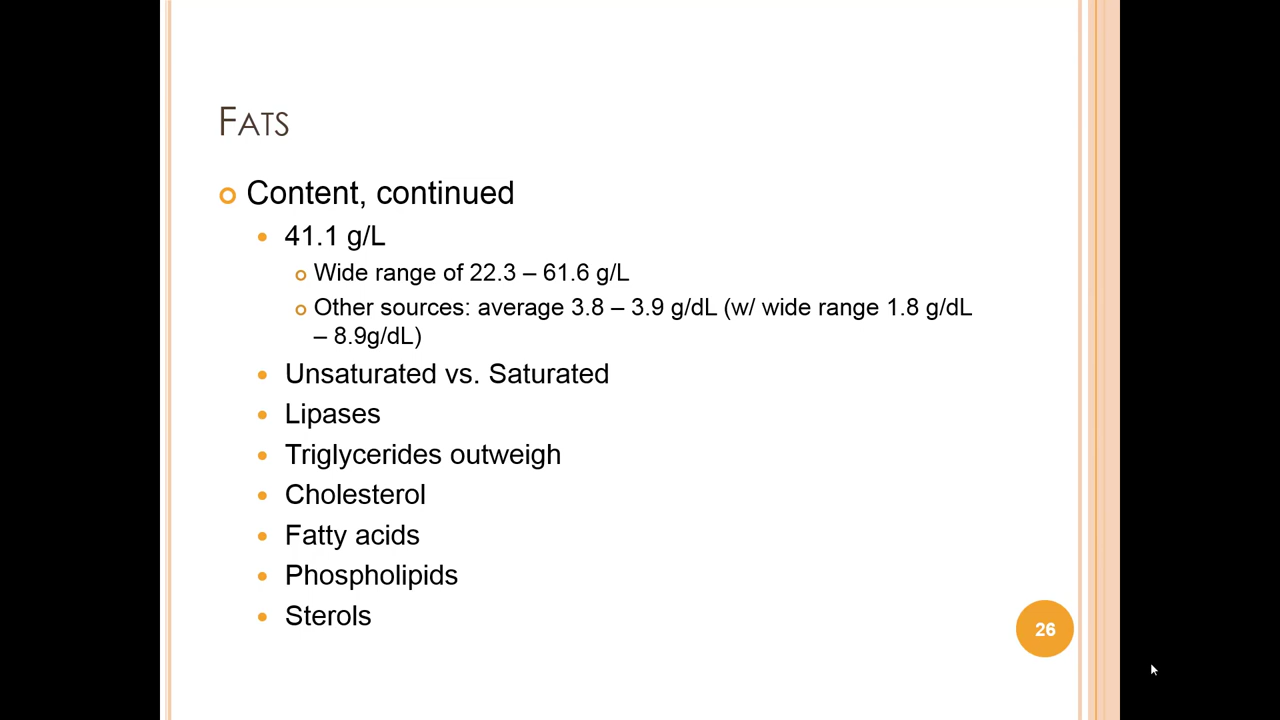 Fats
Content, continued
41.1 g/L
Wide range of 22.3 – 61.6 g/L
Other sources: average 3.8 – 3.9 g/dL (w/ wide range 1.8 g/dL
– 8.9g/dL)
Unsaturated vs. Saturated
Lipases
Triglycerides outweigh
Cholesterol
Fatty acids
Phospholipids
Sterols
26